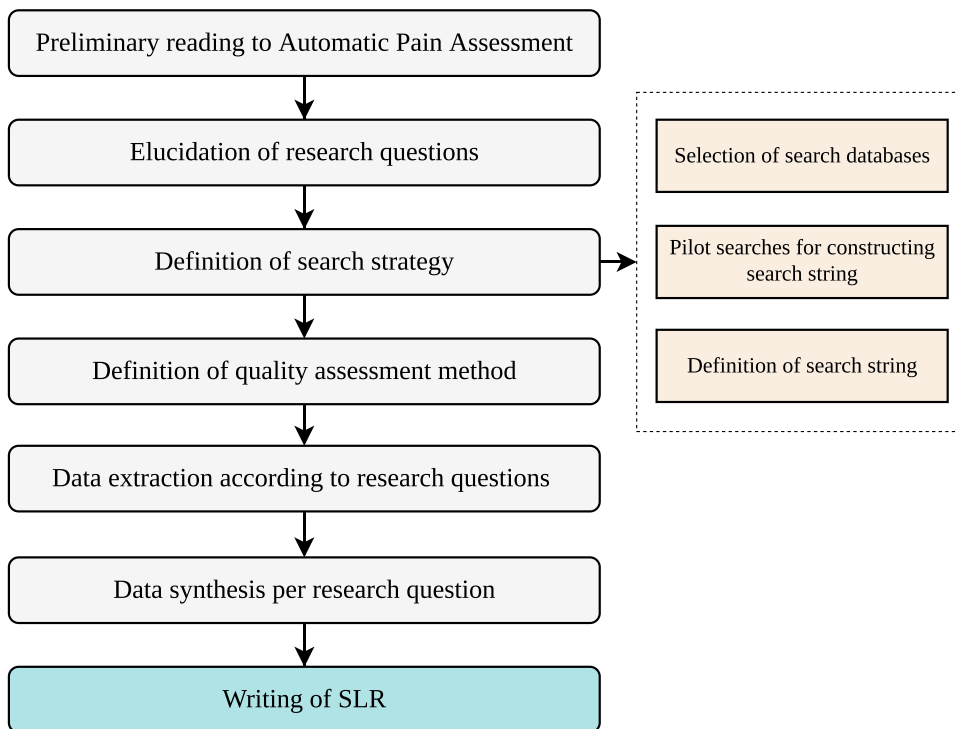 Preliminary reading to Automatic Pain Assessment
Elucidation of research questions
Definition of search strategy
Selection of search databases
Pilot searches for constructing
search string
Definition of search string
Definition of quality assessment method
Data extraction according to research questions
Data synthesis per research question
Writing of SLR